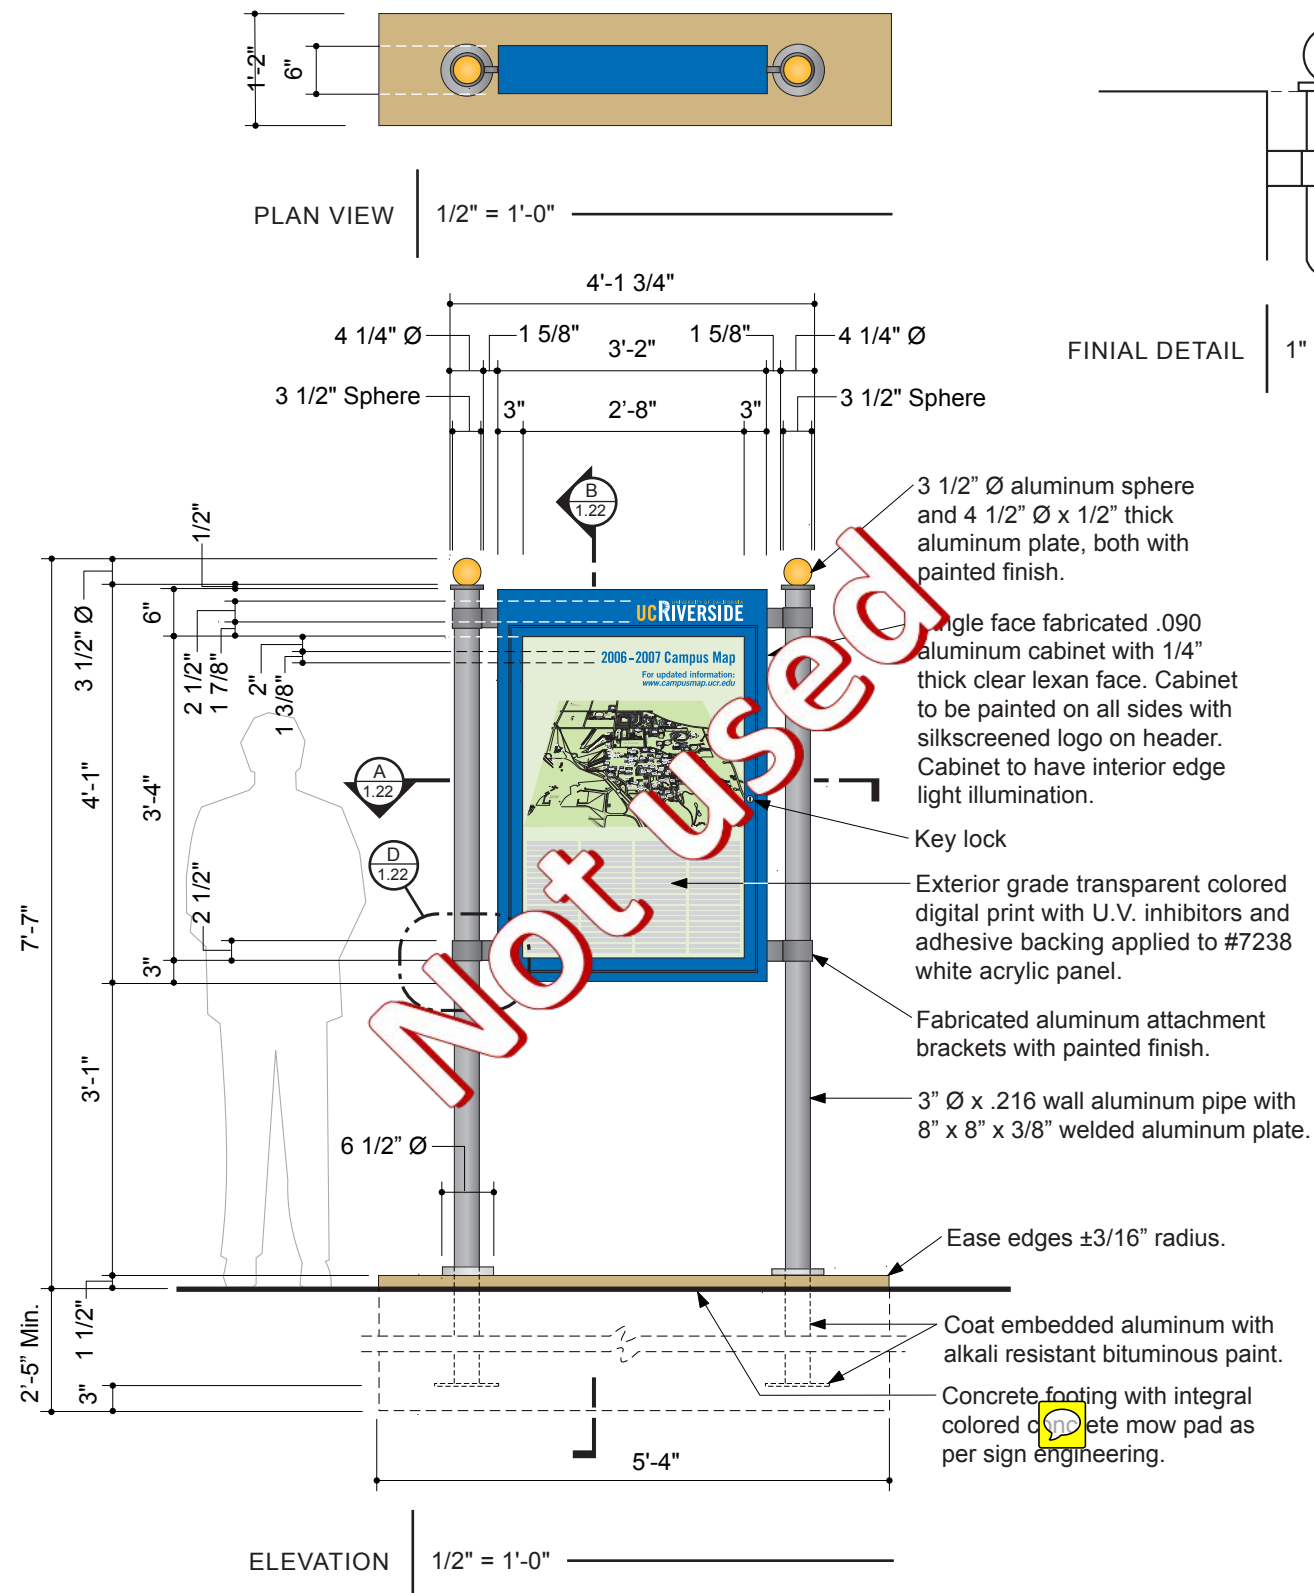 1'-2"
6"
PLAN VIEW
1/2" = 1'-0"
FINIAL DETAIL
1"
4'-1 3/4"
4 1/4" Ø
1 5/8"
3'-2"
1 5/8"
4 1/4" Ø
3 1/2" Sphere
3"
2'-8"
3"
3 1/2" Sphere
B
1.22
1/2"
3 1/2" Ø
6"
2 1/2"
1 7/8"
2"
1 3/8"
4'-1"
3'-4"
2 1/2"
3"
7'-7"
3'-1"
1 1/2"
2'-5" Min.
3"
A
1.22
D
1.22
UNIVERSITY OF CALIFORNIA
UCRIVERSIDE
2006-2007 Campus Map
For updated information:
www.campusmap.ucr.edu
Not used
3 1/2" Ø aluminum sphere
and 4 1/2" Ø x 1/2" thick
aluminum plate, both with
painted finish.
ngle face fabricated .090
aluminum cabinet with 1/4"
thick clear lexan face. Cabinet
to be painted on all sides with
silkscreened logo on header.
Cabinet to have interior edge
light illumination.
Key lock
Exterior grade transparent colored
digital print with U.V. inhibitors and
adhesive backing applied to #7238
white acrylic panel.
Fabricated aluminum attachment
brackets with painted finish.
3" Ø x .216 wall aluminum pipe with
8" x 8" x 3/8" welded aluminum plate.
6 1/2" Ø
Ease edges ±3/16" radius.
Coat embedded aluminum with
alkali resistant bituminous paint.
Concrete footing with integral
colored concrete mow pad as
per sign engineering.
5'-4"
ELEVATION
1/2" = 1'-0"